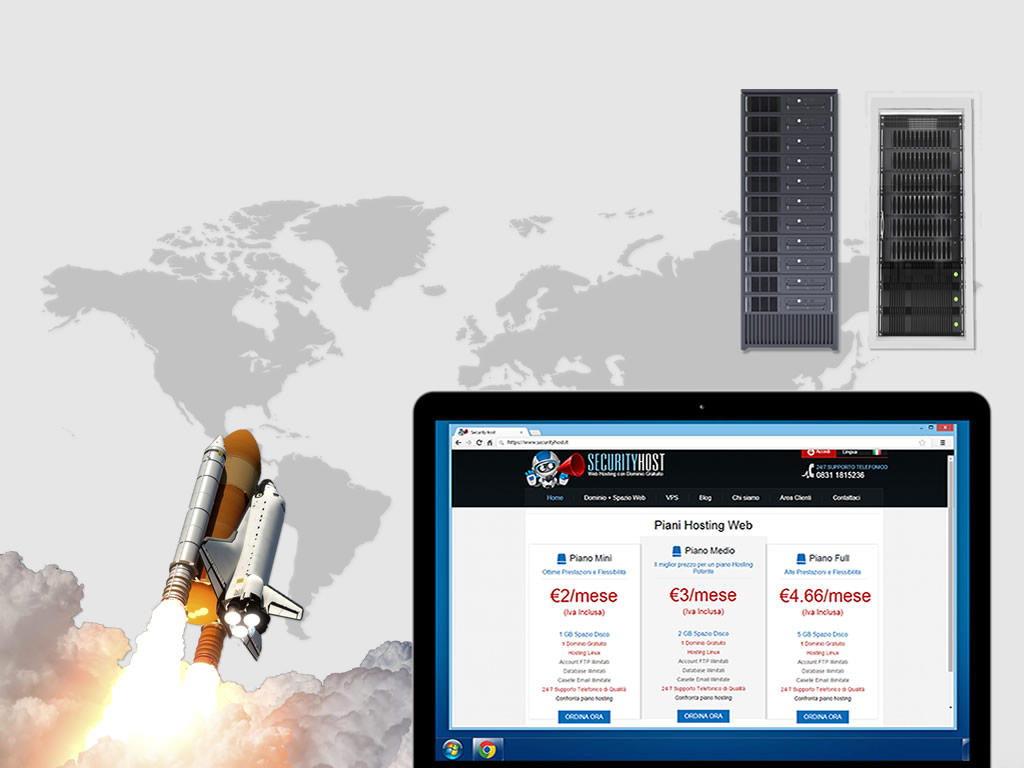 Security host
https://www.securityhost.it
Accedi Lingua
SECURITYHOST
Web Hosting con Dominio Gratuito
24/7 SUPPORTO TELEFONICO
0831 1815236
Home Dominio + Spazio Web VPS Blog Chi siamo Area Clienti Contattaci
Piani Hosting Web
Piano Mini
Ottime Prestazioni e Flessibilità
€2/mese
(Iva Inclusa)
1 GB Spazio Disco
1 Dominio Gratuito
Hosting Linux
Account FTP illimitati
Database illimitati
Caselle Email illimitate
24/7 Supporto Telefonico di Qualità
Confronta piano hosting
ORDINA ORA
Piano Medio
Il miglior prezzo per un piano Hosting
Potente
€3/mese
(Iva Inclusa)
2 GB Spazio Disco
1 Dominio Gratuito
Hosting Linux
Account FTP illimitati
Database illimitati
Caselle Email illimitate
24/7 Supporto Telefonico di Qualità
Confronta piano hosting
ORDINA ORA
Piano Full
Alte Prestazioni e Flessibilità
€4.66/mese
(Iva Inclusa)
5 GB Spazio Disco
1 Dominio Gratuito
Hosting Linux
Account FTP illimitati
Database illimitati
Caselle Email illimitate
24/7 Supporto Telefonico di Qualità
Confronta piano hosting
ORDINA ORA